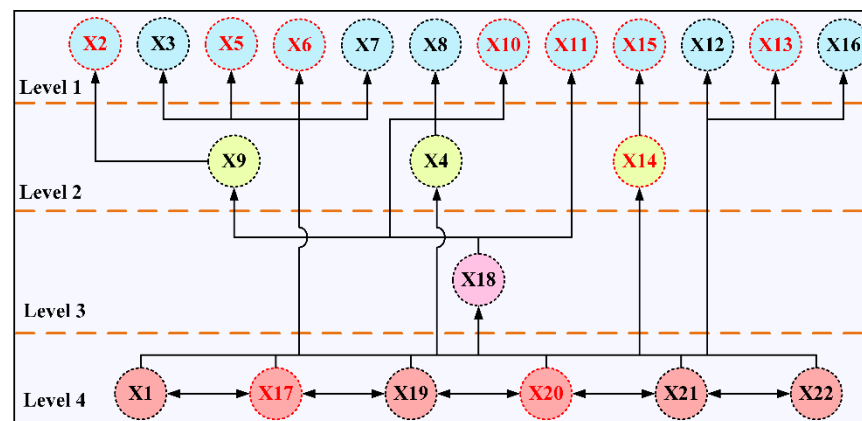 X2 X3 X5 X6 X7 X8 X10 X11 X15 X12 X13 X16
Level 1
X9 X4 X14
Level 2
X18
Level 3
X1 X17 X19 X20 X21 X22
Level 4